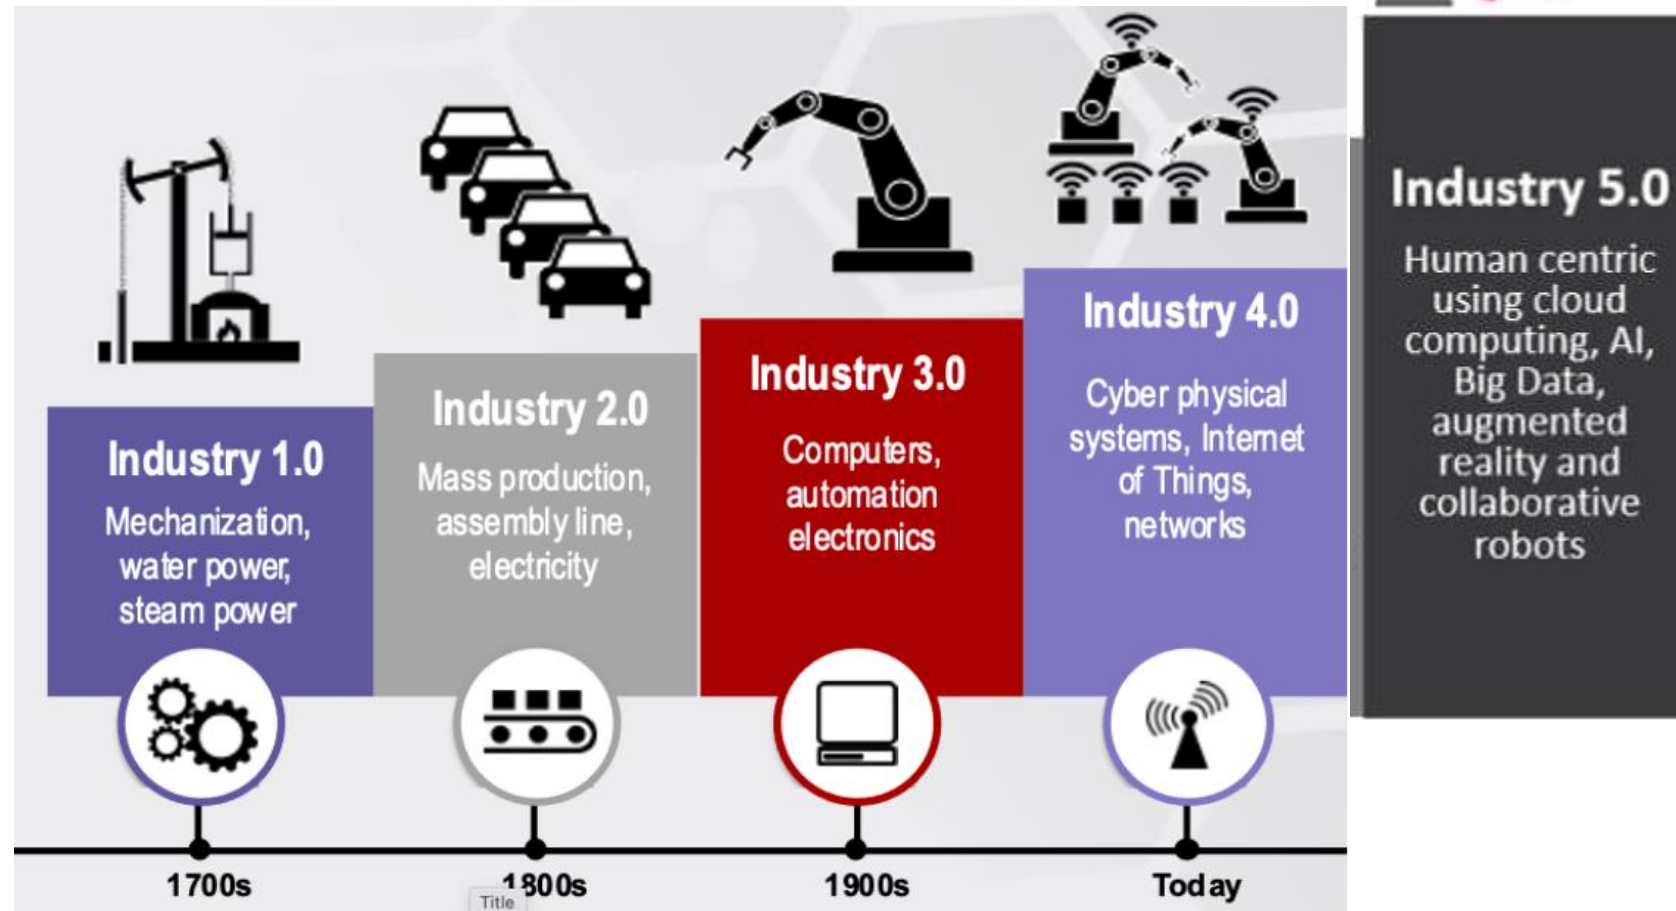 Industry 1.0
Mechanization,
water power,
steam power
Industry 2.0
Mass production,
assembly line,
electricity
Industry 3.0
Computers,
automation
electronics
Industry 4.0
Cyber physical
systems, Internet
of Things,
networks
Industry 5.0
Human centric
using cloud
computing, AI,
Big Data,
augmented
reality and
collaborative
robots
1700s
1800s
1900s
Today
Title